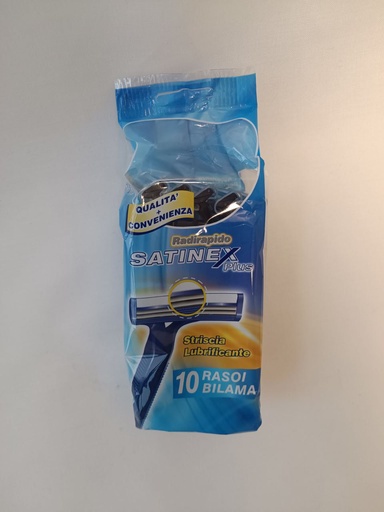 QUALITA'
+
CONVENIENZA
Radirapido
SATINEX
PLUS
Striscia
Lubrificante
10 RASOI
BILAMA